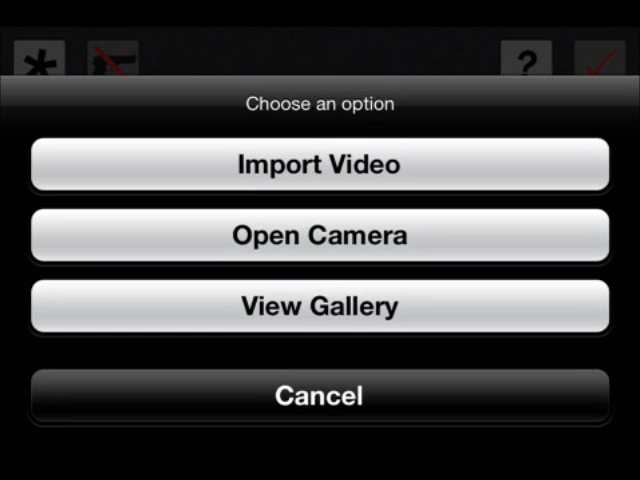 * ?
Choose an option
Import Video
Open Camera
View Gallery
Cancel